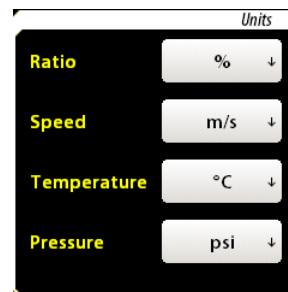 Units
Ratio % ↓
Speed m/s ↓
Temperature °C ↓
Pressure psi ↓